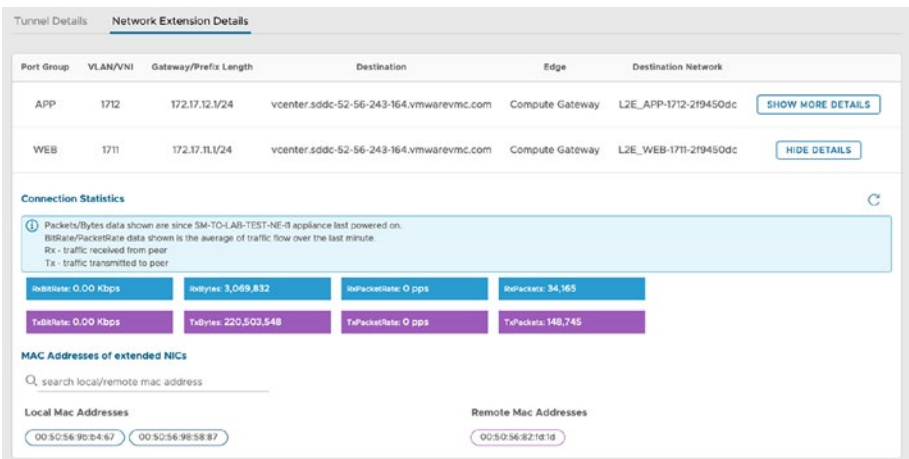 Tunnel Details Network Extension Details
Port Group VLAN/VNI Gateway/Prefix Length Destination Edge Destination Network
APP 1712 172.17.12.1/24 vcenter.sddc-52-56-243-164.vmwarevmc.com Compute Gateway L2E_APP-1712-2f9450dc SHOW MORE DETAILS
WEB 1711 172.17.11.1/24 vcenter.sddc-52-56-243-164.vmwarevmc.com Compute Gateway L2E_WEB-1711-2f9450dc HIDE DETAILS
Connection Statistics
Packets/Bytes data shown are since SM-TO-LAB-TEST-NE-I1 appliance last powered on.
BitRate/PacketRate data shown is the average of traffic flow over the last minute.
Rx - traffic received from peer
Tx - traffic transmitted to peer
RxBitRate: 0.00 Kbps RxBytes: 3,069,832 RxPacketRate: 0 pps RxPackets: 34,165
TxBitRate: 0.00 Kbps TxBytes: 220,503,548 TxPacketRate: 0 pps TxPackets: 148,745
MAC Addresses of extended NICs
search local/remote mac address
Local Mac Addresses Remote Mac Addresses
00:50:56:9b:b4:67 00:50:56:98:58:87 00:50:56:82:fd:1d